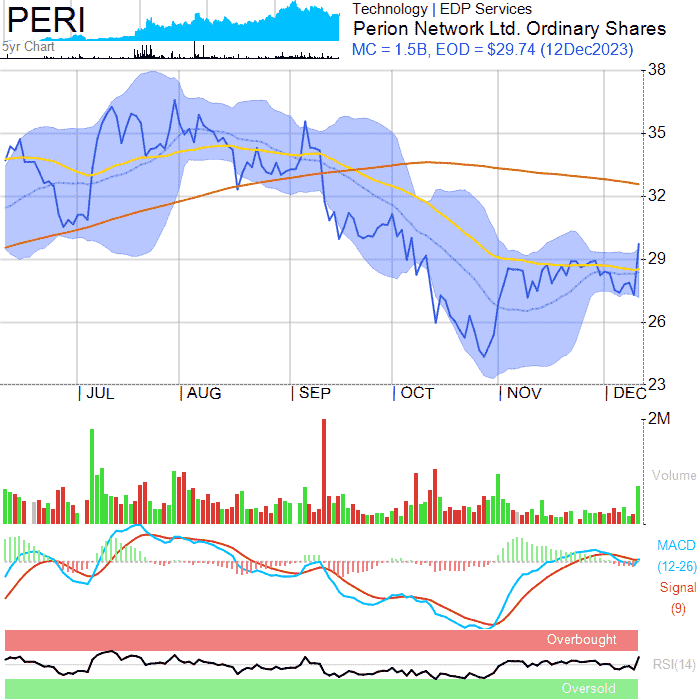 PERI
5yr Chart
Technology | EDP Services
Perion Network Ltd. Ordinary Shares
MC = 1.5B, EOD = $29.74 (12Dec2023)
38
35
32
29
26
23
| JUL | AUG | SEP | OCT | NOV | DEC
2M
Volume
MACD
(12-26)
Signal
(9)
Overbought
RSI(14)
Oversold